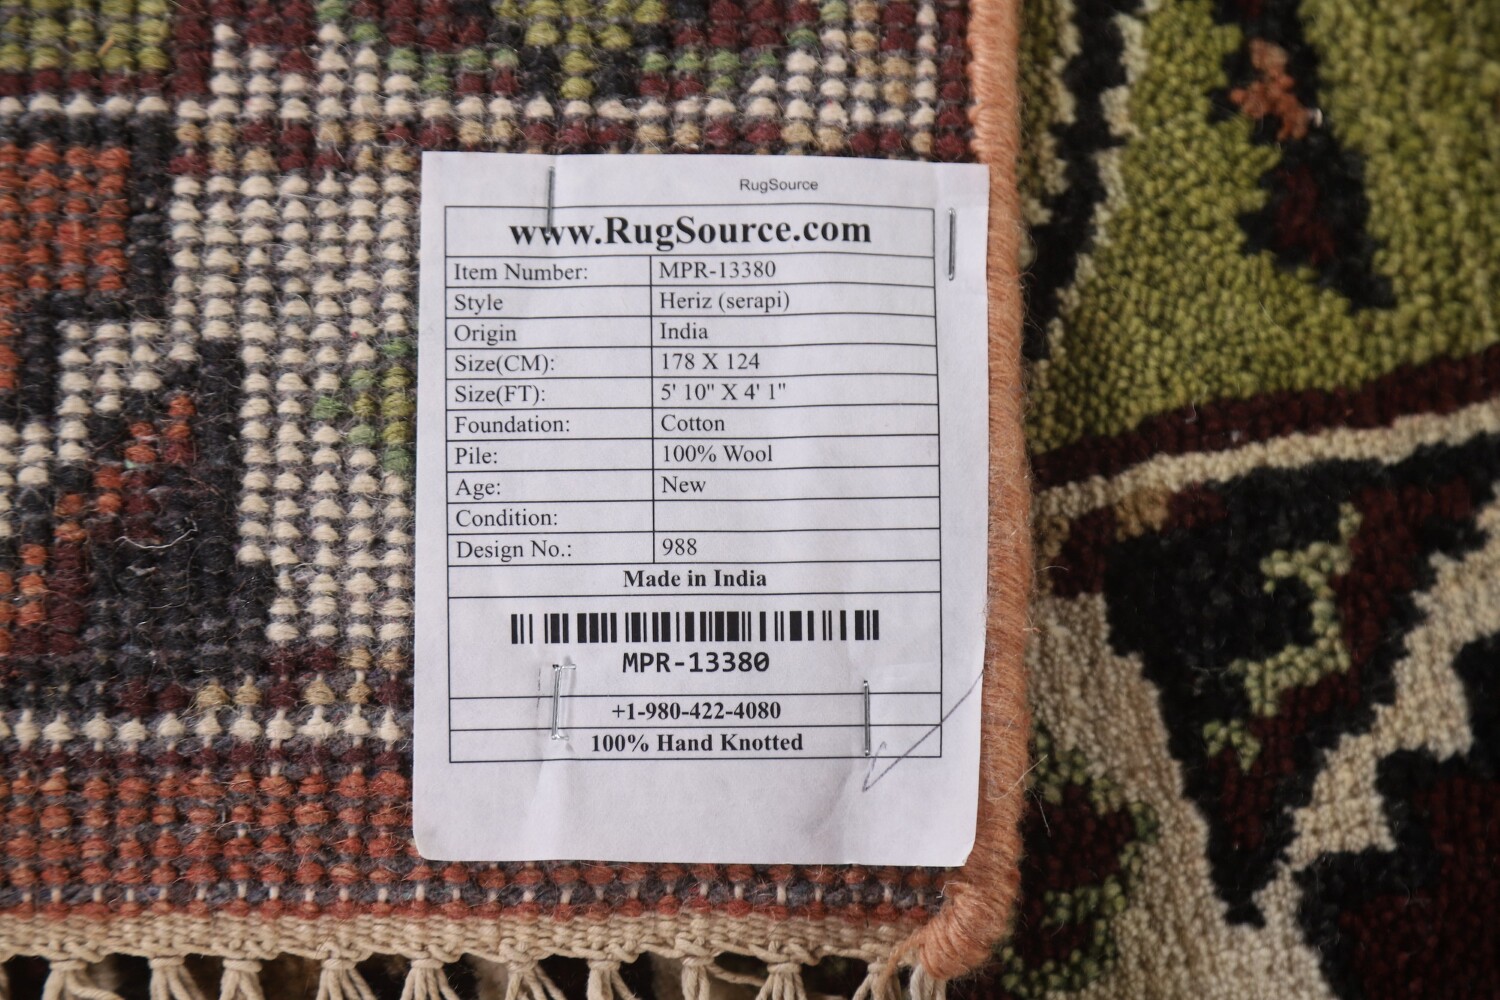 RugSource
www.RugSource.com
Item Number: MPR-13380
Style Heriz (serapi)
Origin India
Size(CM): 178 X 124
Size(FT): 5' 10" X 4' 1"
Foundation: Cotton
Pile: 100% Wool
Age: New
Condition:
Design No.: 988
Made in India
MPR-13380
+1-980-422-4080
100% Hand Knotted